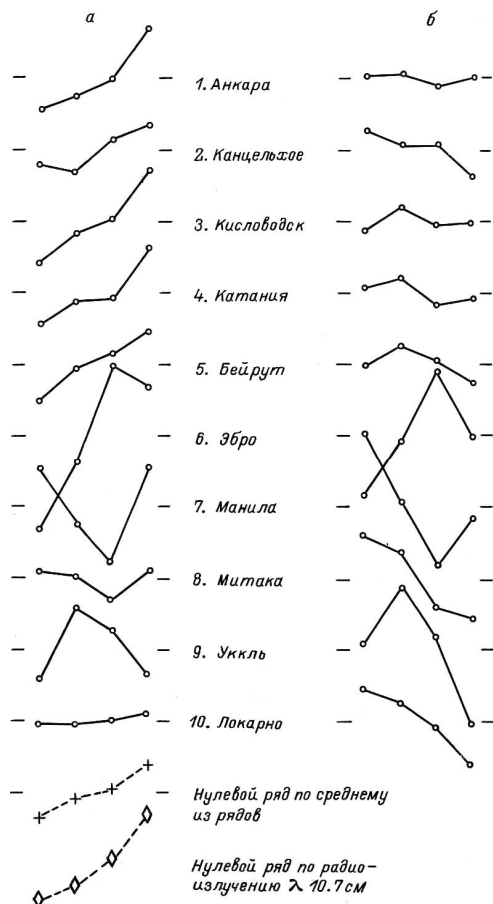 а
б
1. Анкара
2. Канцельхое
3. Кисловодск
4. Катания
5. Бейрут
6. Эбро
7. Манила
8. Митака
9. Уккль
10. Локарно
Нулевой ряд по среднему
из рядов
Нулевой ряд по радио-
излучению λ 10.7 см